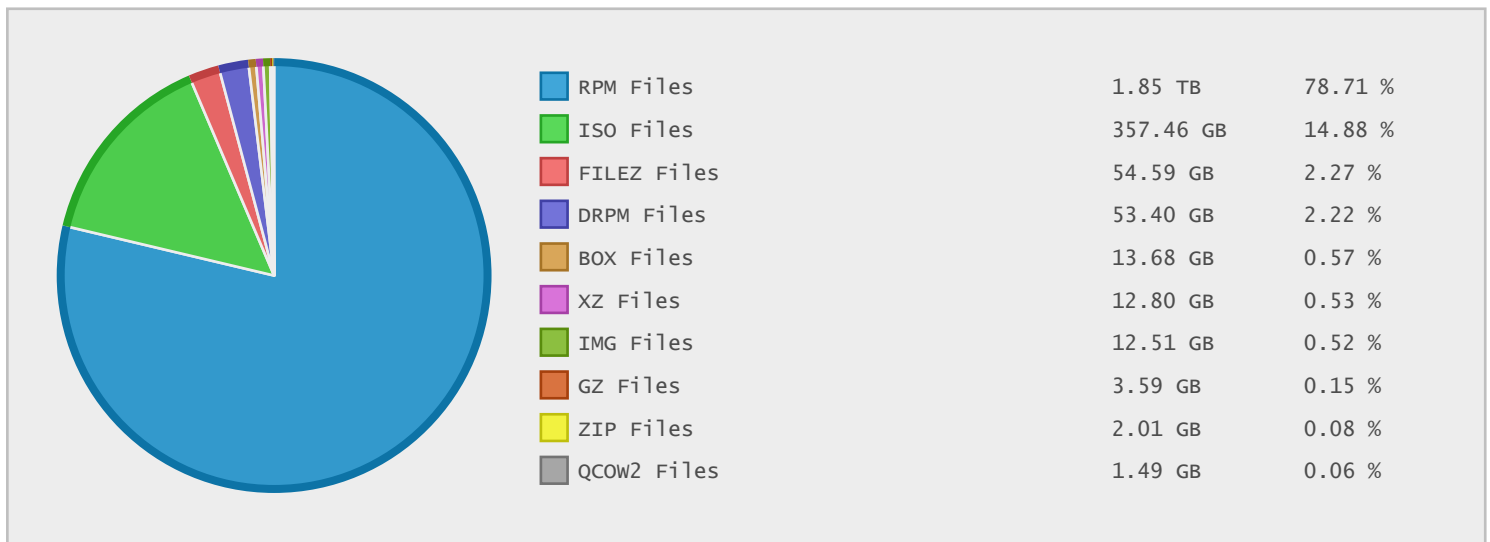 RPM Files 1.85 TB 78.71 %
ISO Files 357.46 GB 14.88 %
FILEZ Files 54.59 GB 2.27 %
DRPM Files 53.40 GB 2.22 %
BOX Files 13.68 GB 0.57 %
XZ Files 12.80 GB 0.53 %
IMG Files 12.51 GB 0.52 %
GZ Files 3.59 GB 0.15 %
ZIP Files 2.01 GB 0.08 %
QCOW2 Files 1.49 GB 0.06 %